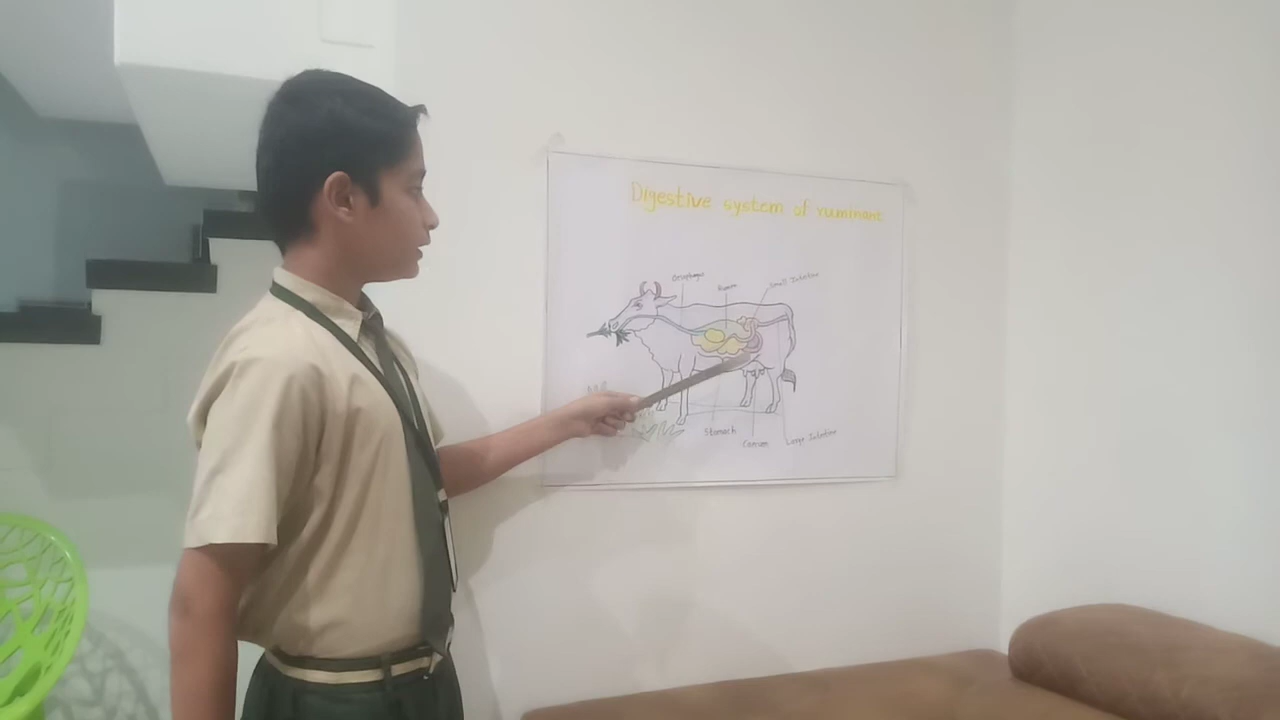 Digestive system of ruminant
Oesophagus
Rumen
Small Intestine
Stomach
Caecum
Large Intestine